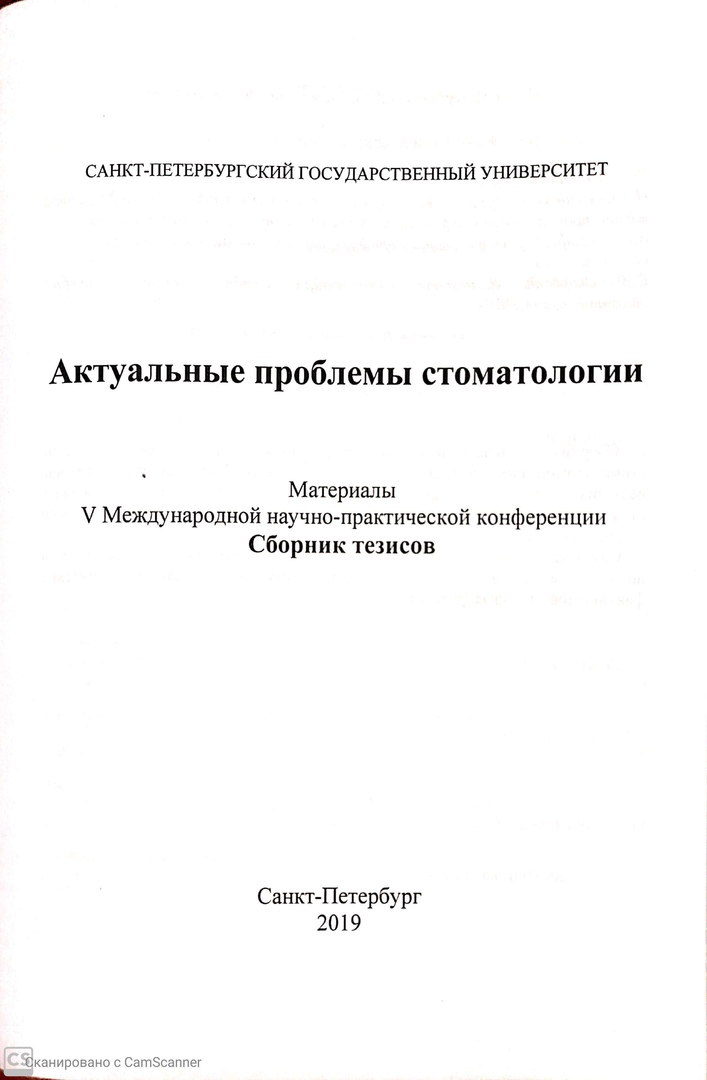 САНКТ-ПЕТЕРБУРГСКИЙ ГОСУДАРСТВЕННЫЙ УНИВЕРСИТЕТ
Актуальные проблемы стоматологии
Материалы
V Международной научно-практической конференции
Сборник тезисов
Санкт-Петербург
2019
CS Сканировано с CamScanner